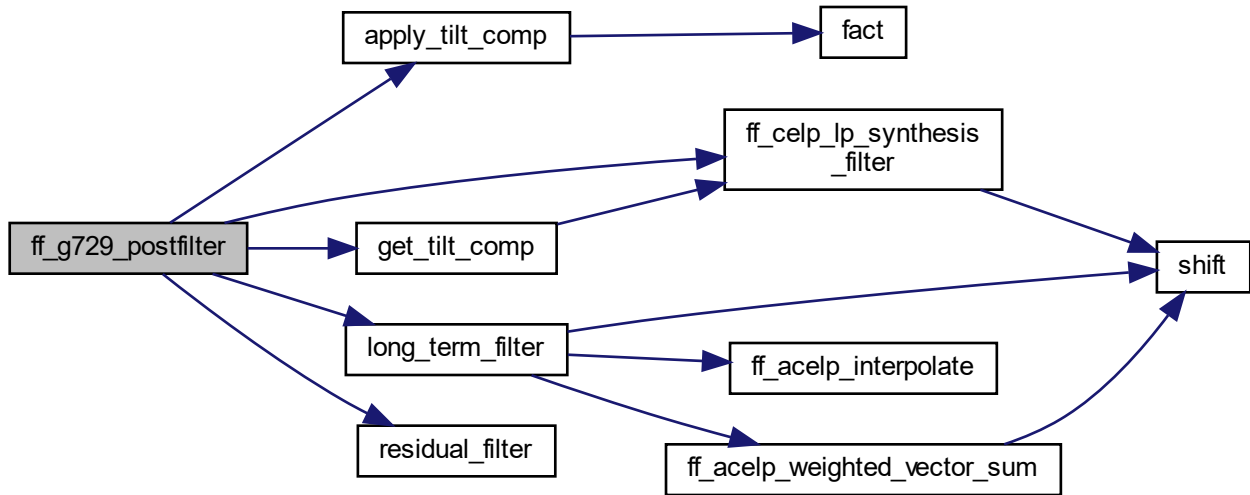 apply_tilt_comp
fact
ff_celp_lp_synthesis
_filter
ff_g729_postfilter
get_tilt_comp
shift
long_term_filter
ff_acelp_interpolate
residual_filter
ff_acelp_weighted_vector_sum